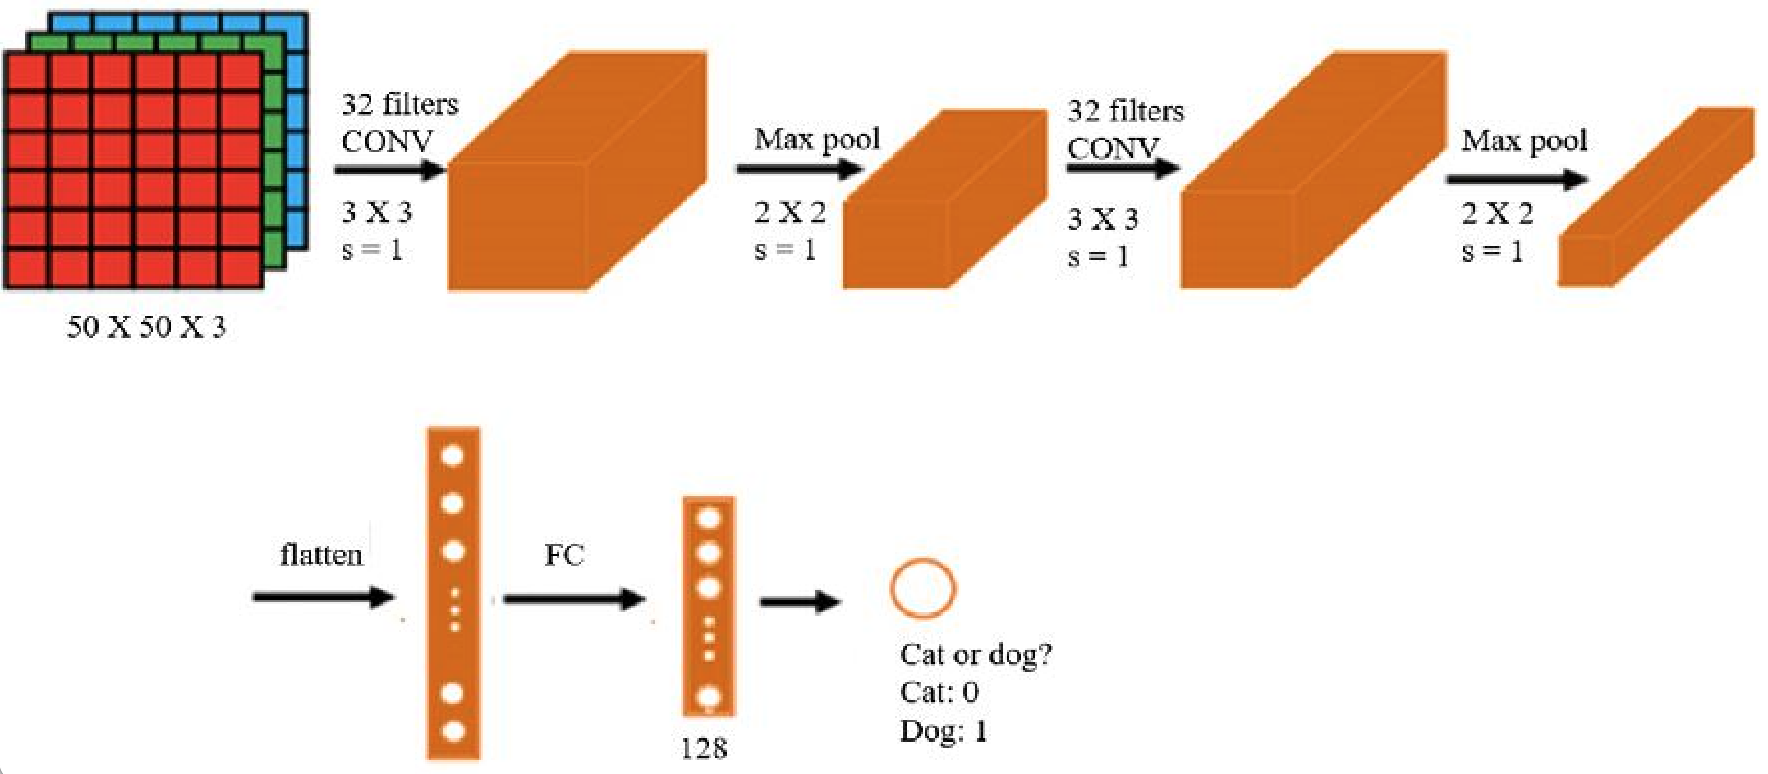 32 filters
CONV
3 X 3
s = 1
Max pool
2 X 2
s = 1
32 filters
CONV
3 X 3
s = 1
Max pool
2 X 2
s = 1
50 X 50 X 3
flatten
FC
128
Cat or dog?
Cat: 0
Dog: 1